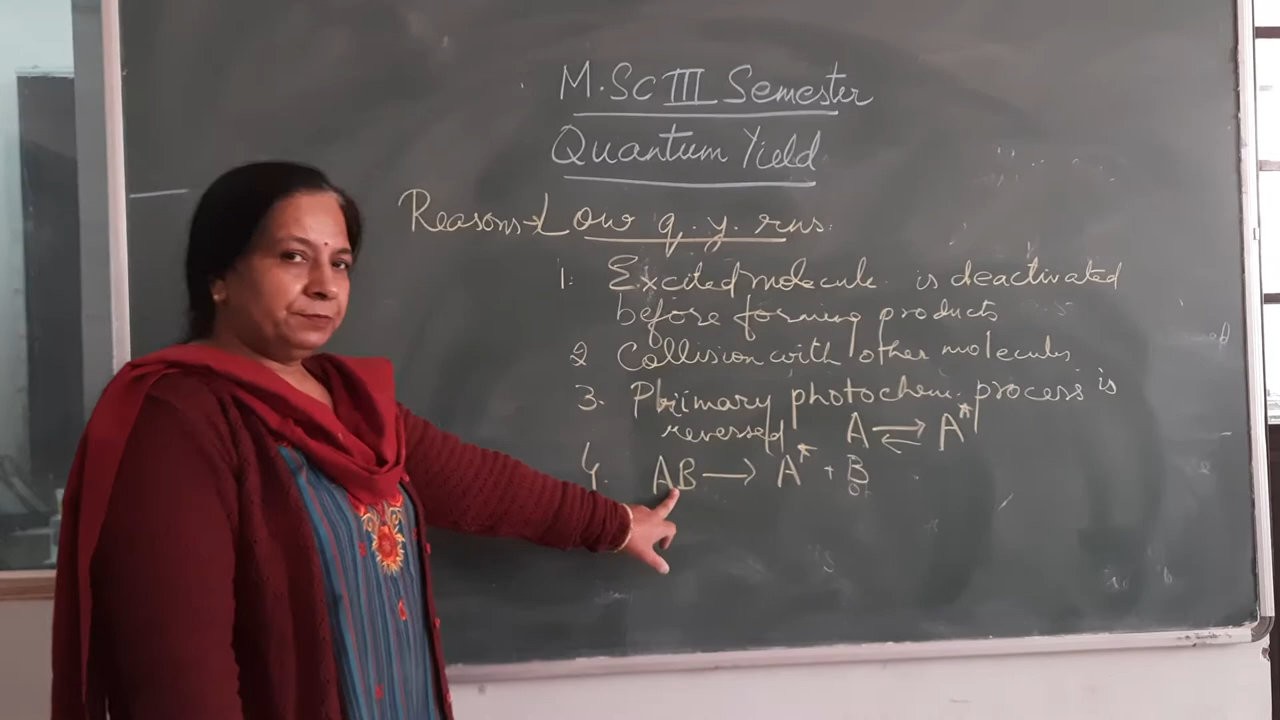 M.Sc III Semester
Quantum Yield
Reasons → Low q.y. rns.
1. Excited molecule is deactivated
before forming products
2 Collision with other molecules
3. Primary photochem. process is
reversed A ⇌ A*
4. AB → A* + B